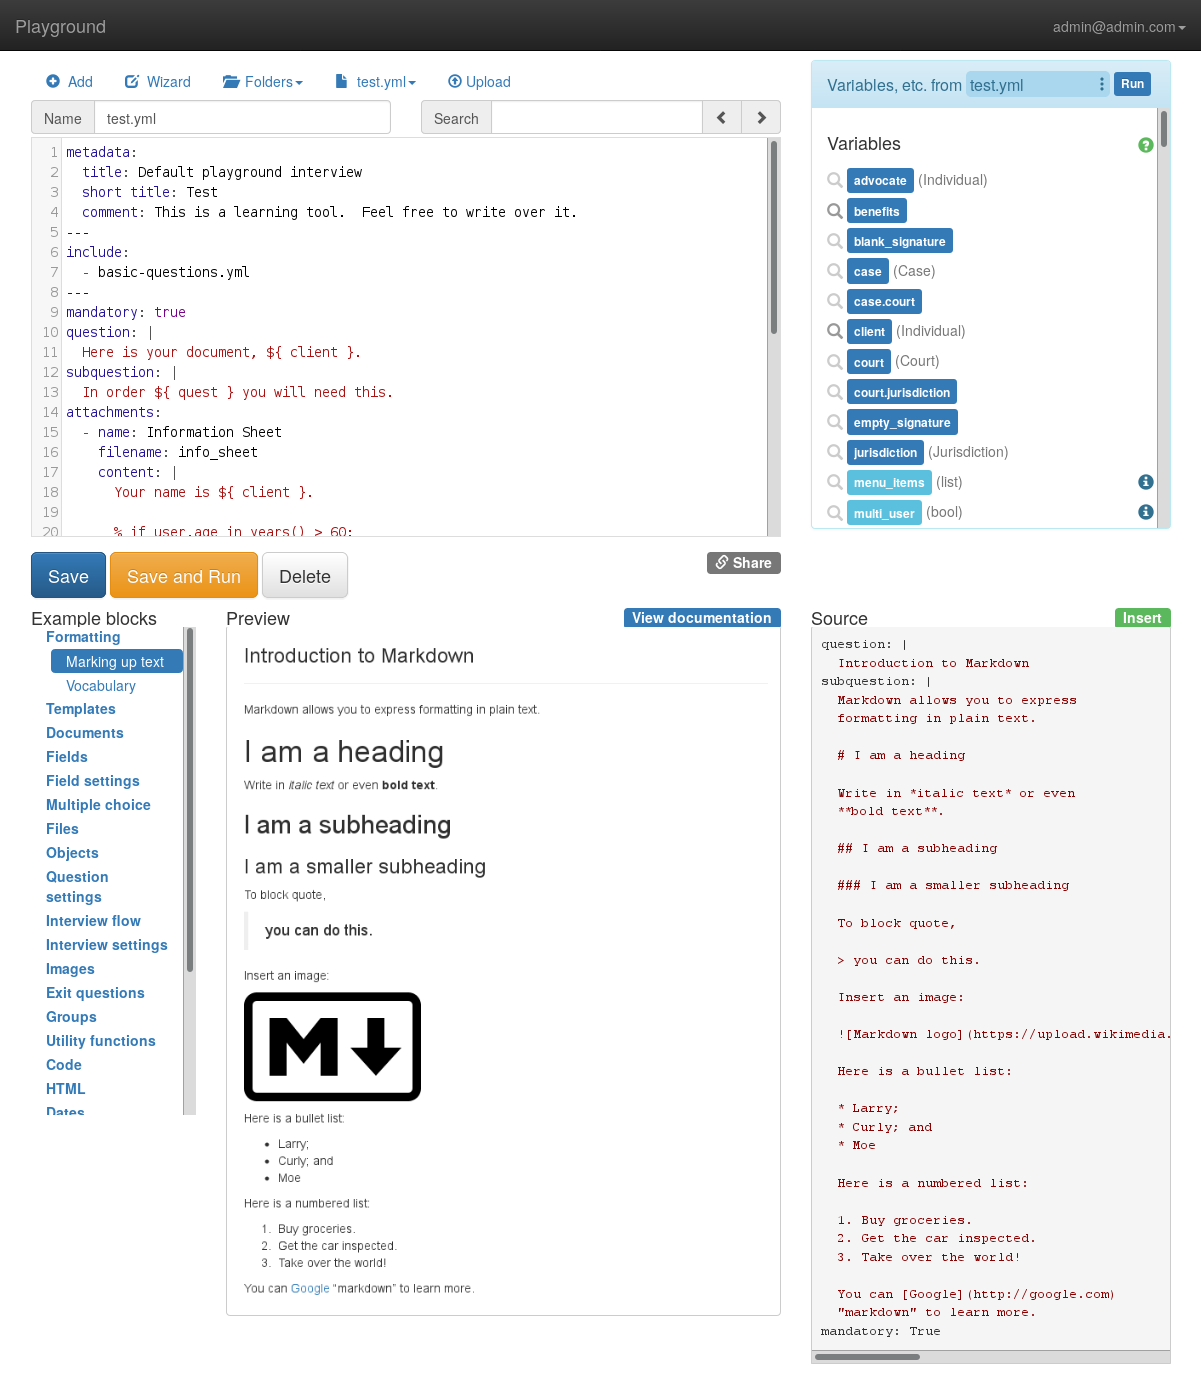 Playground
admin@admin.com
Add Wizard Folders test.yml Upload
Name test.yml
Search
1 metadata:
2 title: Default playground interview
3 short title: Test
4 comment: This is a learning tool.  Feel free to write over it.
5 ---
6 include:
7 - basic-questions.yml
8 ---
9 mandatory: true
10 question: |
11 Here is your document, ${ client }.
12 subquestion: |
13 In order ${ quest } you will need this.
14 attachments:
15 - name: Information Sheet
16 filename: info_sheet
17 content: |
18 Your name is ${ client }.
19
20 % if user.age_in_years() > 60:
Save
Save and Run
Delete
Share
Variables, etc. from test.yml Run
Variables
advocate (Individual)
benefits
blank_signature
case (Case)
case.court
client (Individual)
court (Court)
court.jurisdiction
empty_signature
jurisdiction (Jurisdiction)
menu_items (list)
multi_user (bool)
Example blocks
Formatting
Marking up text
Vocabulary
Templates
Documents
Fields
Field settings
Multiple choice
Files
Objects
Question
settings
Interview flow
Interview settings
Images
Exit questions
Groups
Utility functions
Code
HTML
Dates
Preview
View documentation
Introduction to Markdown
Markdown allows you to express formatting in plain text.
I am a heading
Write in italic text or even bold text.
I am a subheading
I am a smaller subheading
To block quote,
you can do this.
Insert an image:
M
Here is a bullet list:
• Larry;
• Curly; and
• Moe
Here is a numbered list:
1. Buy groceries.
2. Get the car inspected.
3. Take over the world!
You can Google “markdown” to learn more.
Source
Insert
question: |
Introduction to Markdown
subquestion: |
Markdown allows you to express
formatting in plain text.
# I am a heading
Write in *italic text* or even
**bold text**.
## I am a subheading
### I am a smaller subheading
To block quote,
> you can do this.
Insert an image:
![Markdown logo](https://upload.wikimedia.
Here is a bullet list:
* Larry;
* Curly; and
* Moe
Here is a numbered list:
1. Buy groceries.
2. Get the car inspected.
3. Take over the world!
You can [Google](http://google.com)
"markdown" to learn more.
mandatory: True